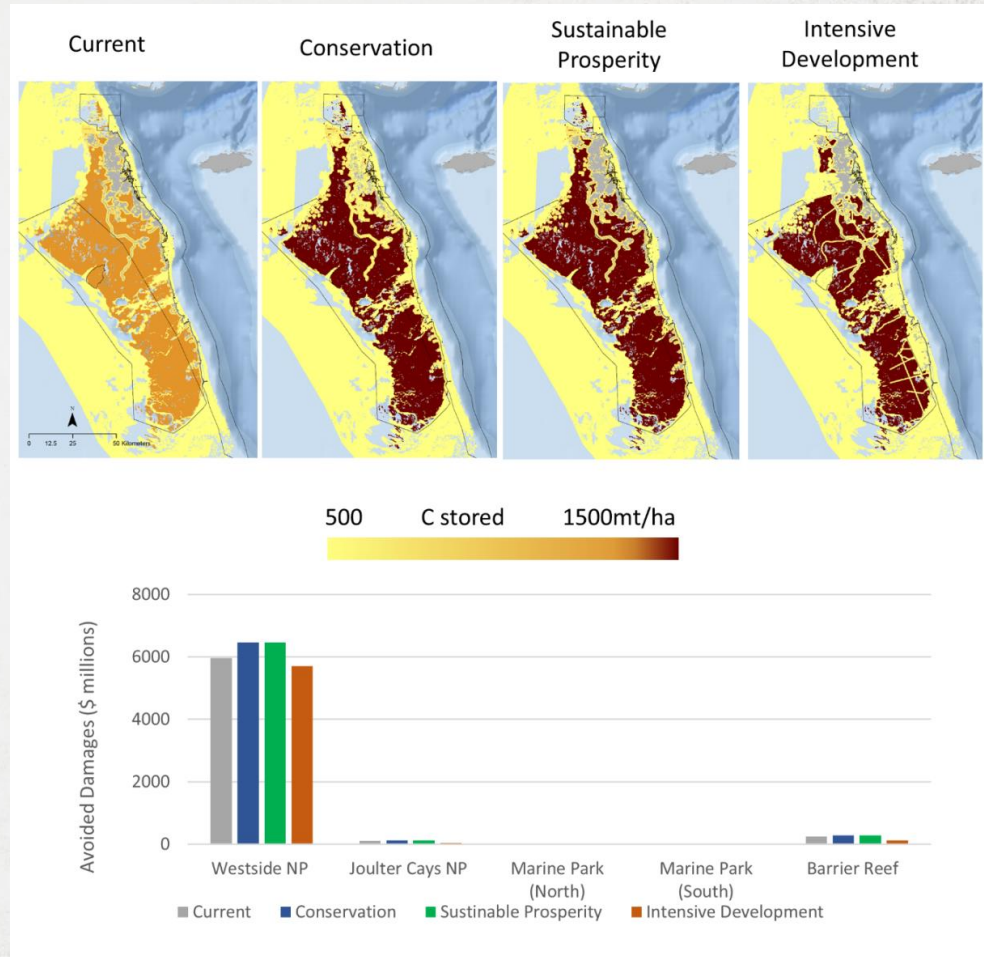 Current
Conservation
Sustainable
Prosperity
Intensive
Development
N
0 12.5 25 50 Kilometers
500 C stored 1500mt/ha
Avoided Damages ($ millions)
8000
6000
4000
2000
0
Westside NP
Joulter Cays NP
Marine Park
(North)
Marine Park
(South)
Barrier Reef
Current Conservation Sustinable Prosperity Intensive Development